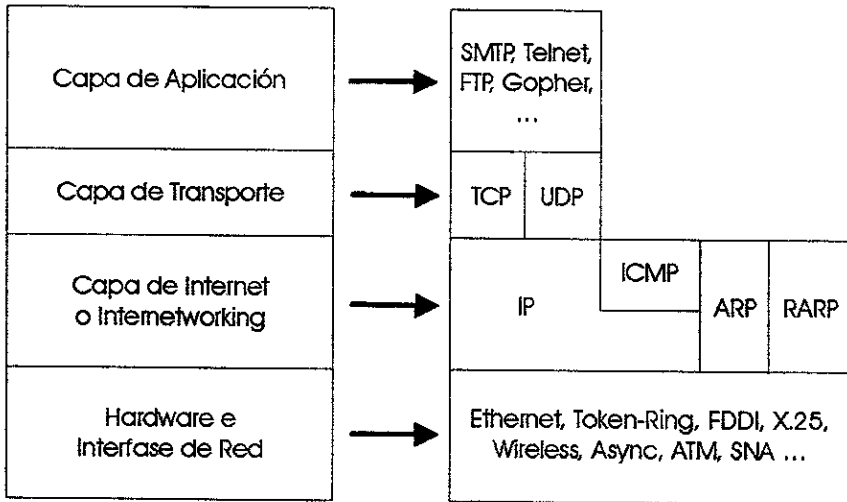 Capa de Aplicación
SMTP, Telnet,
FTP, Gopher,
...
Capa de Transporte
TCP
UDP
Capa de Internet
o Internetworking
IP
ICMP
ARP
RARP
Hardware e
Interfase de Red
Ethernet, Token-Ring, FDDI, X.25,
Wireless, Async, ATM, SNA ...